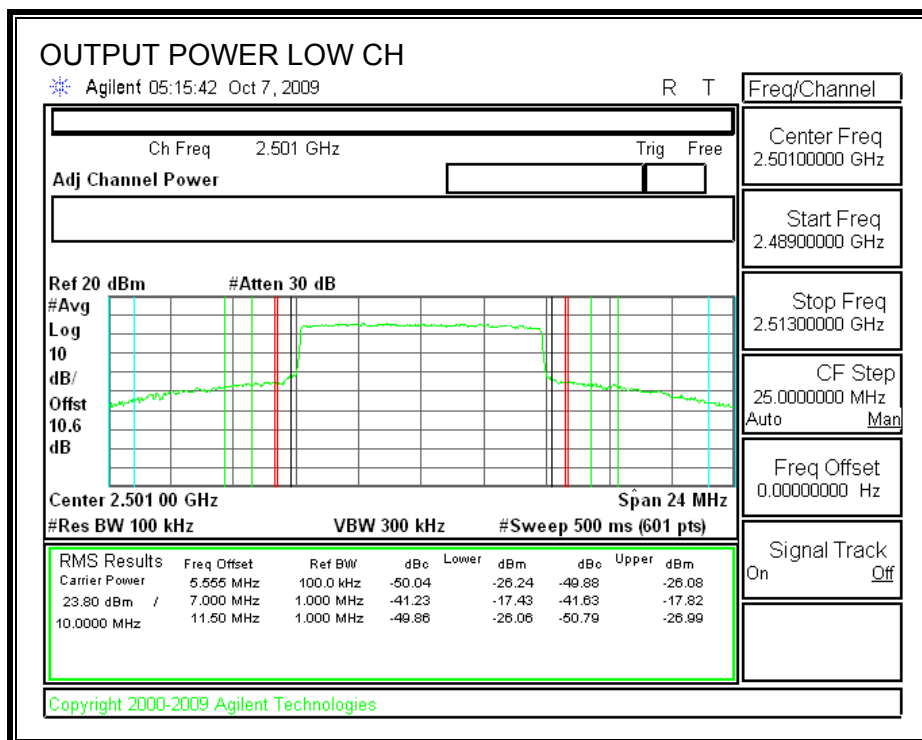 OUTPUT POWER LOW CH
Agilent 05:15:42 Oct 7, 2009 R T
Freq/Channel
Ch Freq 2.501 GHz Trig Free
Adj Channel Power
Center Freq
2.50100000 GHz
Start Freq
2.48900000 GHz
Stop Freq
2.51300000 GHz
CF Step
25.0000000 MHz
Auto Man
Freq Offset
0.00000000 Hz
Signal Track
On Off
Ref 20 dBm #Atten 30 dB
#Avg
Log
10
dB/
Offst
10.6
dB
Center 2.501 00 GHz Span 24 MHz
#Res BW 100 kHz VBW 300 kHz #Sweep 500 ms (601 pts)
RMS Results Freq Offset Ref BW dBc Lower dBm dBc Upper dBm
Carrier Power 5.555 MHz 100.0 kHz -50.04 -26.24 -49.88 -26.08
23.80 dBm / 7.000 MHz 1.000 MHz -41.23 -17.43 -41.63 -17.82
10.0000 MHz 11.50 MHz 1.000 MHz -49.86 -26.06 -50.79 -26.99
Copyright 2000-2009 Agilent Technologies